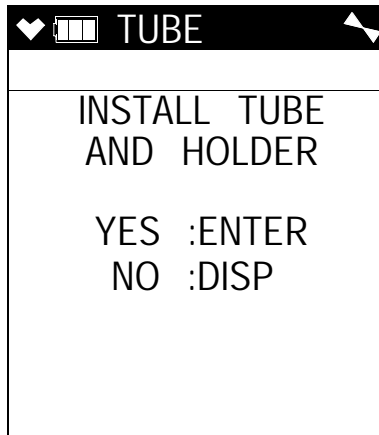 TUBE
INSTALL TUBE
AND HOLDER
YES :ENTER
NO :DISP